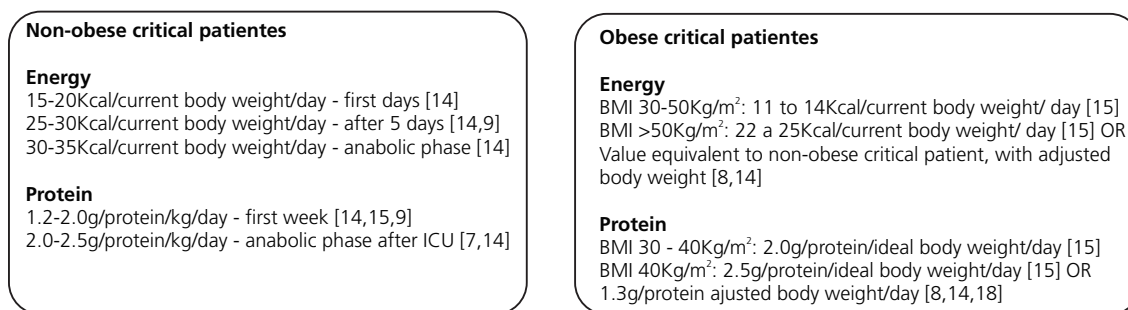 Non-obese critical patientes
Energy
15-20Kcal/current body weight/day - first days [14]
25-30Kcal/current body weight/day - after 5 days [14,9]
30-35Kcal/current body weight/day - anabolic phase [14]
Protein
1.2-2.0g/protein/kg/day - first week [14,15,9]
2.0-2.5g/protein/kg/day - anabolic phase after ICU [7,14]
Obese critical patientes
Energy
BMI 30-50Kg/m²: 11 to 14Kcal/current body weight/ day [15]
BMI >50Kg/m²: 22 a 25Kcal/current body weight/ day [15] OR
Value equivalent to non-obese critical patient, with adjusted
body weight [8,14]
Protein
BMI 30 - 40Kg/m²: 2.0g/protein/ideal body weight/day [15]
BMI 40Kg/m²: 2.5g/protein/ideal body weight/day [15] OR
1.3g/protein ajusted body weight/day [8,14,18]